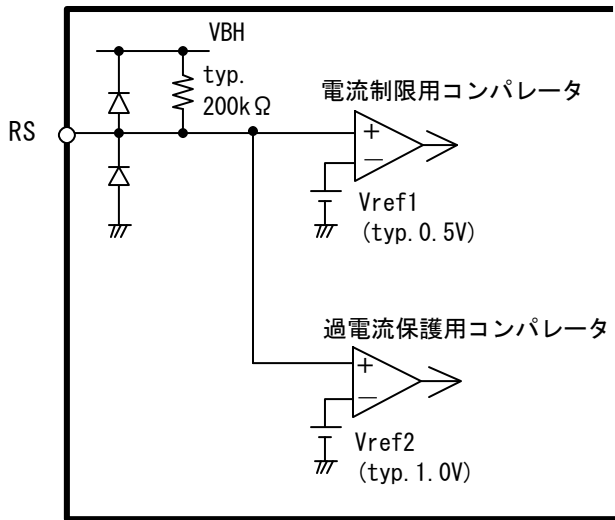 VBH
typ.
200kΩ
RS
電流制限用コンパレータ
+
−
Vref1
(typ.0.5V)
過電流保護用コンパレータ
+
−
Vref2
(typ.1.0V)